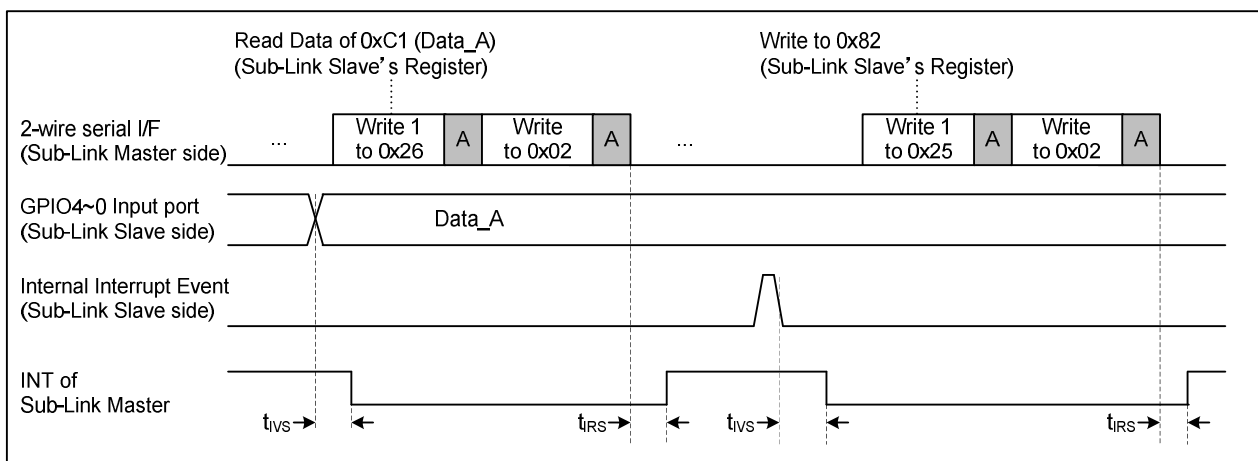 Read Data of 0xC1 (Data_A)
(Sub-Link Slave's Register)
Write to 0x82
(Sub-Link Slave's Register)
2-wire serial I/F
(Sub-Link Master side)
...
Write 1
to 0x26
A
Write
to 0x02
A
...
Write 1
to 0x25
A
Write
to 0x02
A
GPIO4~0 Input port
(Sub-Link Slave side)
Data_A
Internal Interrupt Event
(Sub-Link Slave side)
INT of
Sub-Link Master
tIVS
tIRS
tIVS
tIRS